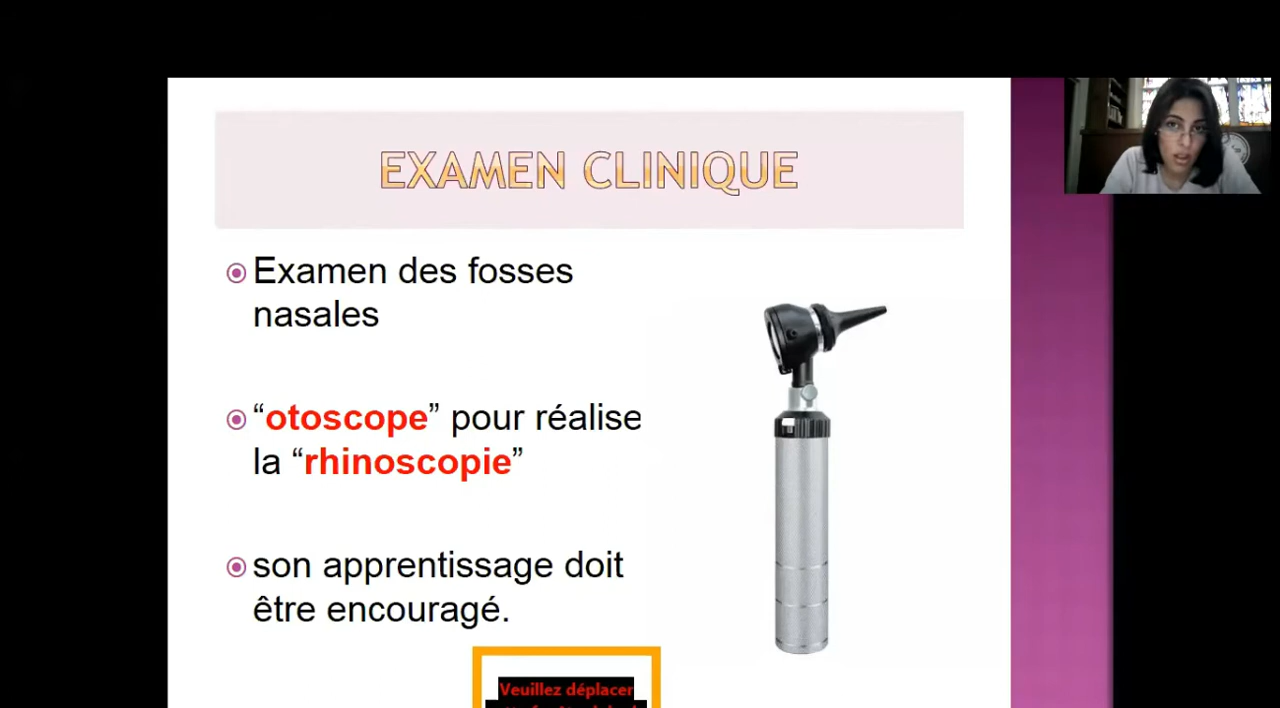 EXAMEN CLINIQUE
Examen des fosses
nasales
“otoscope” pour réalise
la “rhinoscopie”
son apprentissage doit
être encouragé.
Veuillez déplacer